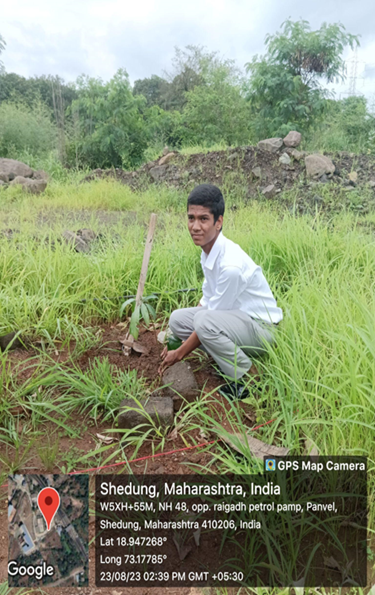 GPS Map Camera
Shedung, Maharashtra, India
W5XH+55M, NH 48, opp. raigadh petrol pamp, Panvel,
Shedung, Maharashtra 410206, India
Lat 18.947268°
Long 73.17785°
23/08/23 02:39 PM GMT +05:30
Google